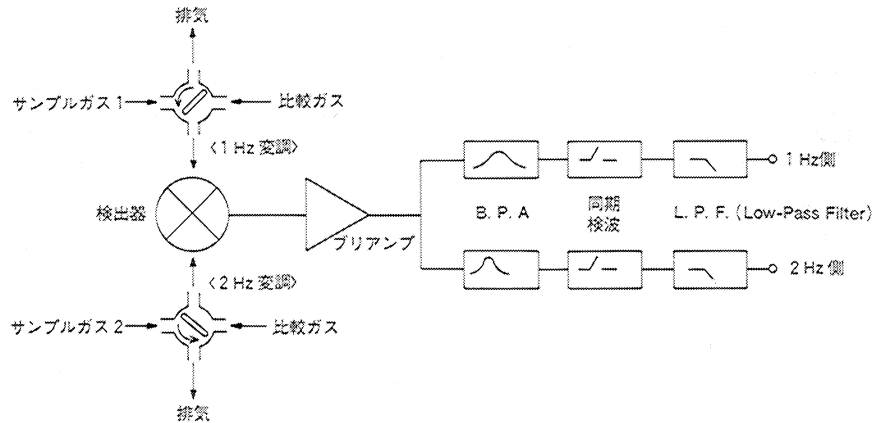 排気
サンプルガス1
比較ガス
〈1 Hz 変調〉
1 Hz側
検出器
プリアンプ
B. P. A
同期
検波
L. P. F. (Low-Pass Filter)
〈2 Hz 変調〉
2 Hz 側
サンプルガス2
比較ガス
排気